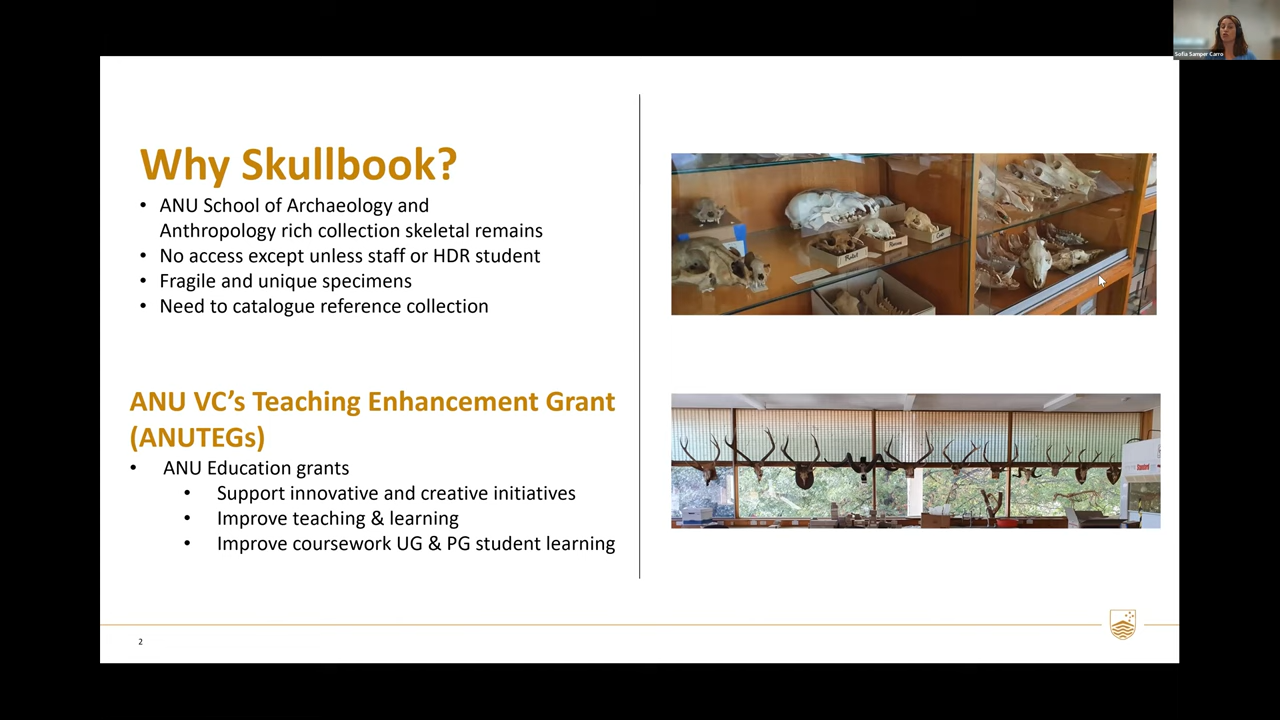 Sofia Samper Carro
Why Skullbook?
• ANU School of Archaeology and
Anthropology rich collection skeletal remains
• No access except unless staff or HDR student
• Fragile and unique specimens
• Need to catalogue reference collection
ANU VC's Teaching Enhancement Grant
(ANUTEGs)
• ANU Education grants
• Support innovative and creative initiatives
• Improve teaching & learning
• Improve coursework UG & PG student learning
2